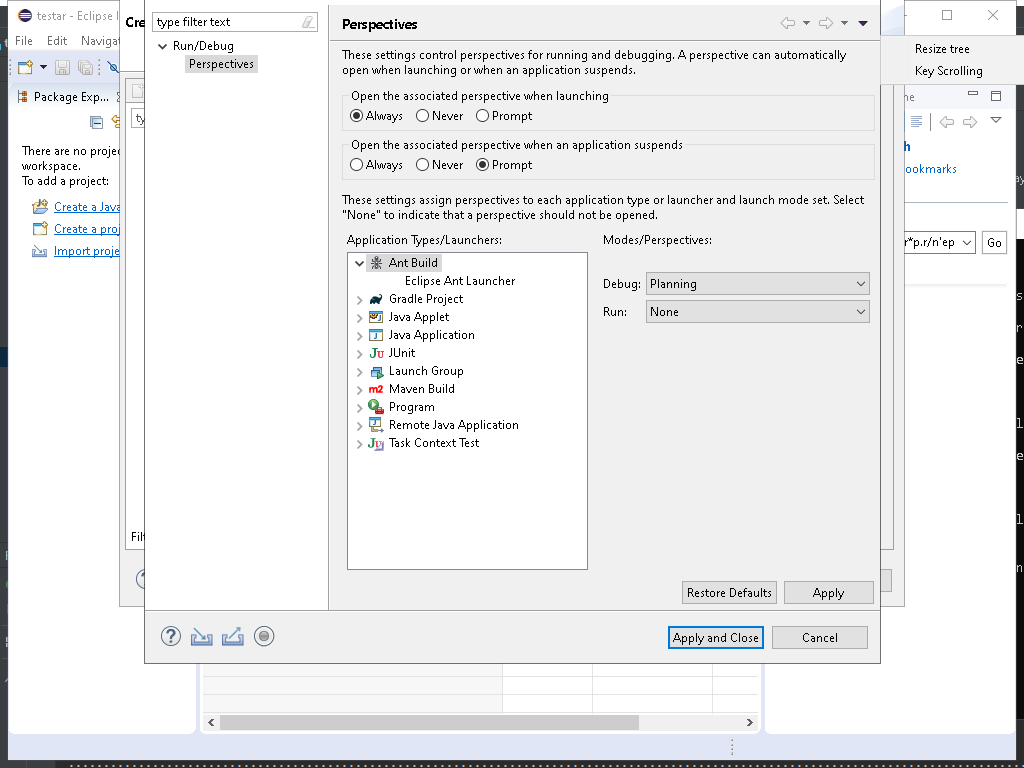 testar - Eclipse I
File Edit Navigat
Package Exp...
There are no projec
workspace.
To add a project:
Create a Java
Create a proj
Import proje
Cre
ty
Filt
type filter text
Run/Debug
Perspectives
Perspectives
These settings control perspectives for running and debugging. A perspective can automatically
open when launching or when an application suspends.
Open the associated perspective when launching
Always Never Prompt
Open the associated perspective when an application suspends
Always Never Prompt
These settings assign perspectives to each application type or launcher and launch mode set. Select
"None" to indicate that a perspective should not be opened.
Application Types/Launchers:
Modes/Perspectives:
Ant Build
Eclipse Ant Launcher
Gradle Project
Java Applet
Java Application
JUnit
Launch Group
Maven Build
Program
Remote Java Application
Task Context Test
Debug: Planning
Run: None
Restore Defaults Apply
Apply and Close Cancel
Resize tree
Key Scrolling
ne
h
ookmarks
r*p.r/n'ep Go